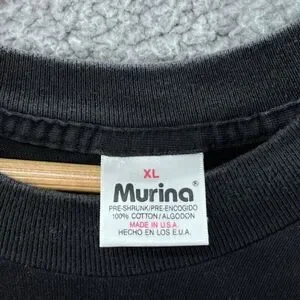 XL
Murina®
PRE-SHRUNK/PRE-ENCOGIDO
100% COTTON/ALGODON
MADE IN U.S.A
HECHO EN LOS E.U.A.